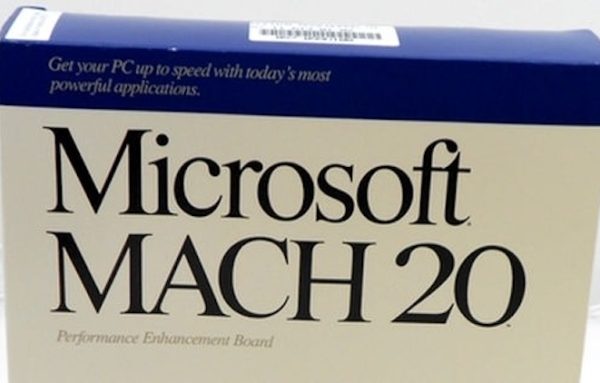 Get your PC up to speed with today's most
powerful applications.
Microsoft
MACH 20
Performance Enhancement Board